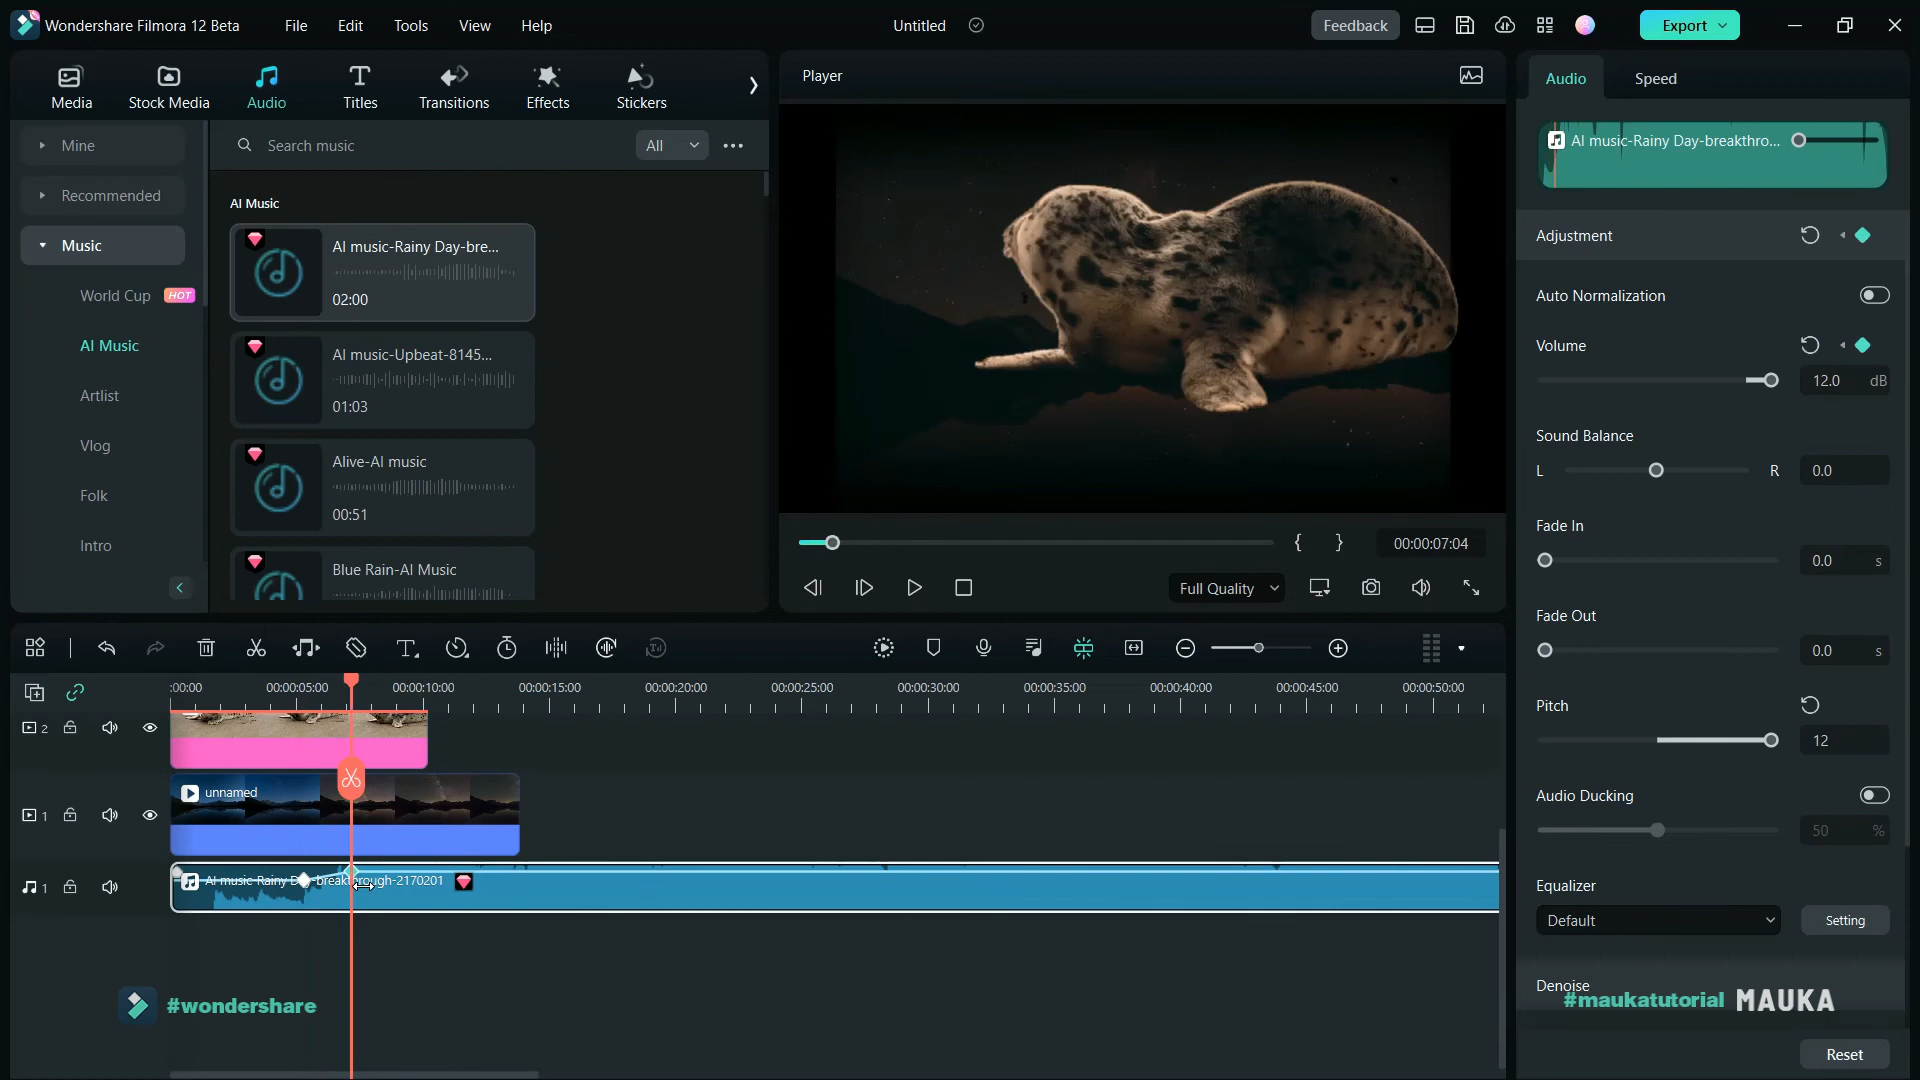 Wondershare Filmora 12 Beta
File
Edit
Tools
View
Help
Untitled
Feedback
Export
Media
Stock Media
Audio
Titles
Transitions
Effects
Stickers
Mine
Recommended
Music
World Cup
HOT
AI Music
Artlist
Vlog
Folk
Intro
Search music
All
AI Music
AI music-Rainy Day-bre...
02:00
AI music-Upbeat-8145...
01:03
Alive-AI music
00:51
Blue Rain-AI Music
Player
00:00:07:04
Full Quality
Audio
Speed
AI music-Rainy Day-breakthro...
Adjustment
Auto Normalization
Volume
12.0 dB
Sound Balance
L
R
0.0
Fade In
0.0 s
Fade Out
0.0 s
Pitch
12
Audio Ducking
50 %
Equalizer
Default
Setting
Denoise
#maukatutorial MAUKA
Reset
:00:00
00:00:05:00
00:00:10:00
00:00:15:00
00:00:20:00
00:00:25:00
00:00:30:00
00:00:35:00
00:00:40:00
00:00:45:00
00:00:50:00
2
1
unnamed
1
AI music-Rainy D -breakthrough-2170201
#wondershare